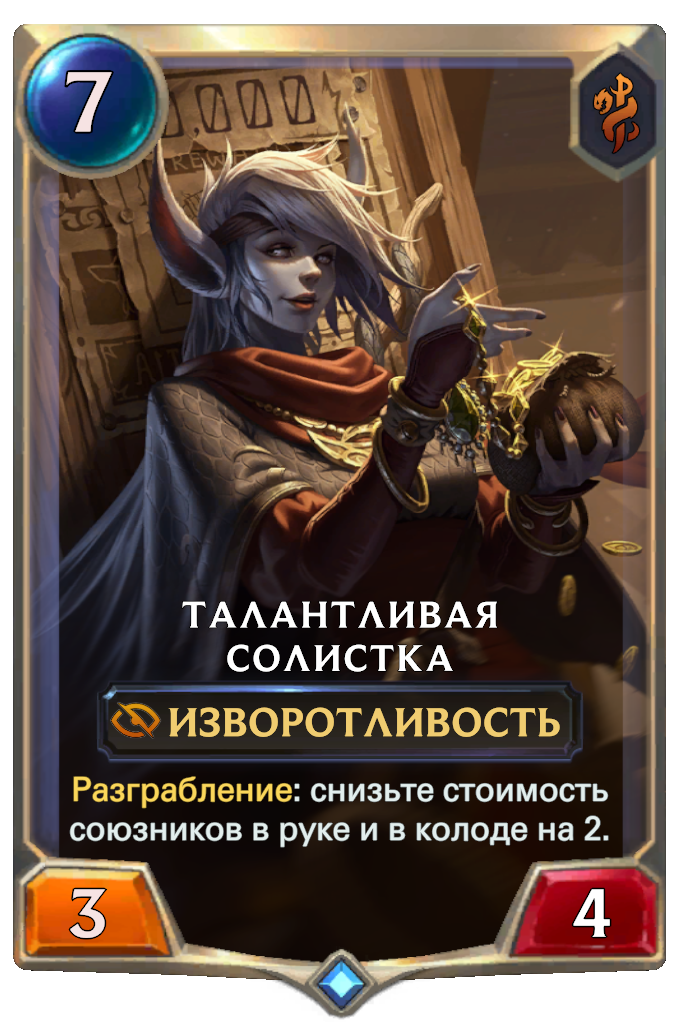 7
ТАЛАНТЛИВАЯ
СОЛИСТКА
ИЗВОРОТЛИВОСТЬ
Разграбление: снизьте стоимость
союзников в руке и в колоде на 2.
3
4